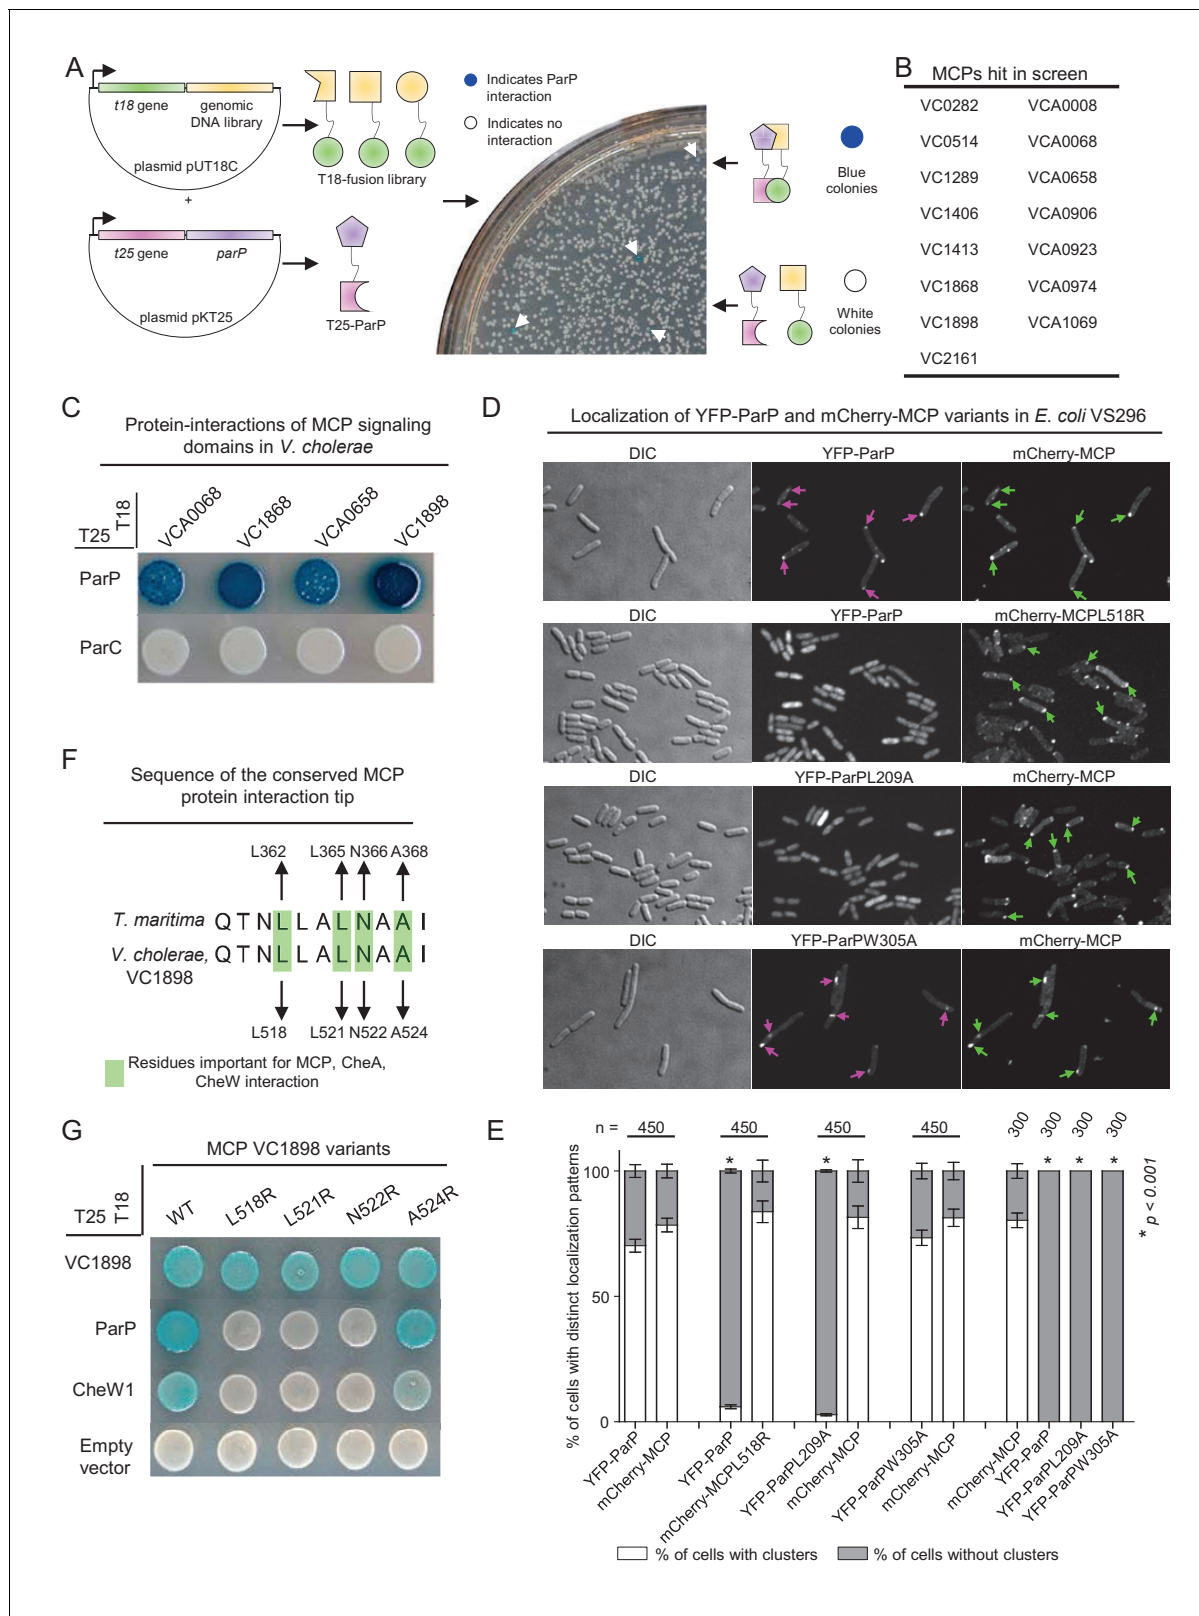 A
t18 gene
genomic
DNA library
plasmid pUT18C
+
t25 gene
parP
plasmid pKT25
T18-fusion library
T25-ParP
Indicates ParP
interaction
Indicates no
interaction
Blue
colonies
White
colonies
B
MCPs hit in screen
VC0282 VCA0008
VC0514 VCA0068
VC1289 VCA0658
VC1406 VCA0906
VC1413 VCA0923
VC1868 VCA0974
VC1898 VCA1069
VC2161
C
Protein-interactions of MCP signaling
domains in V. cholerae
T25 T18
VCA0068 VC1868 VCA0658 VC1898
ParP
ParC
D
Localization of YFP-ParP and mCherry-MCP variants in E. coli VS296
DIC YFP-ParP mCherry-MCP
DIC YFP-ParP mCherry-MCPL518R
DIC YFP-ParPL209A mCherry-MCP
DIC YFP-ParPW305A mCherry-MCP
F
Sequence of the conserved MCP
protein interaction tip
L362 L365 N366 A368
T. maritima Q T N L L A L N A A I
V. cholerae, Q T N L L A L N A A I
VC1898
L518 L521 N522 A524
Residues important for MCP, CheA,
CheW interaction
G
MCP VC1898 variants
T25 T18
WT L518R L521R N522R A524R
VC1898
ParP
CheW1
Empty
vector
E
n = 450 450 450 450 300 300 300 300
* * * * *
* p < 0.001
% of cells with distinct localization patterns
100
50
0
YFP-ParP
mCherry-MCP
YFP-ParP
mCherry-MCPL518R
YFP-ParPL209A
mCherry-MCP
YFP-ParPW305A
mCherry-MCP
mCherry-MCP
YFP-ParP
YFP-ParPL209A
YFP-ParPW305A
% of cells with clusters
% of cells without clusters